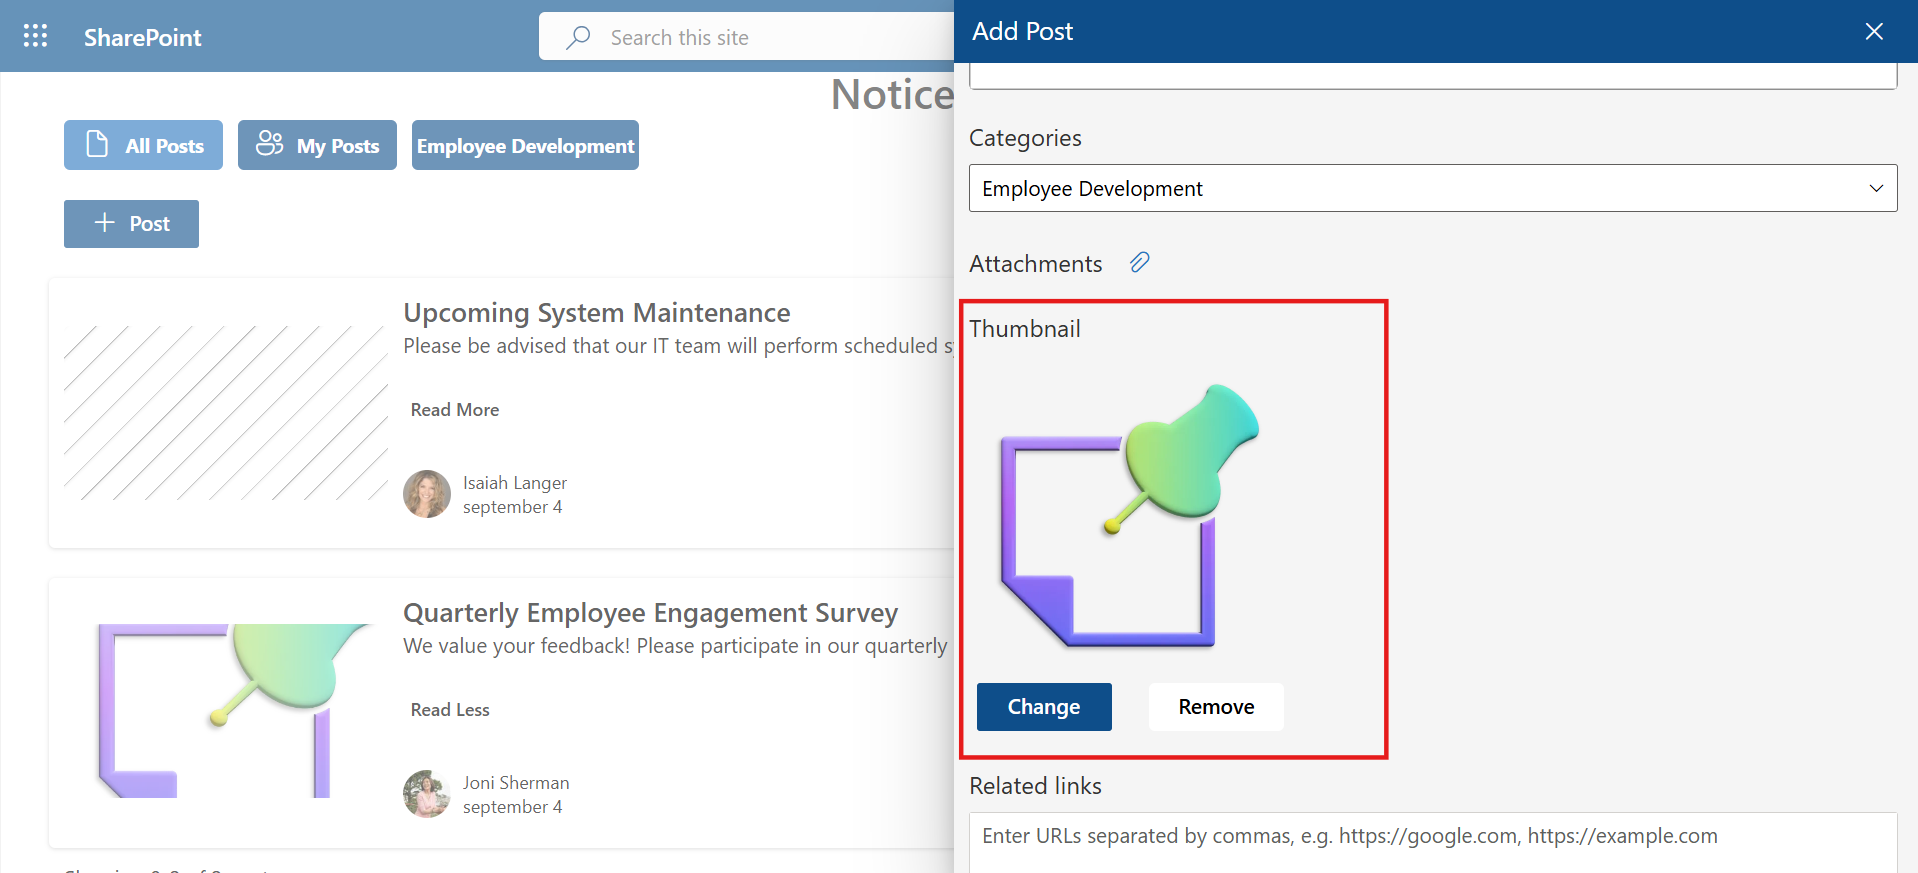 SharePoint
Search this site
Notice
All Posts
My Posts
Employee Development
Post
Upcoming System Maintenance
Please be advised that our IT team will perform scheduled
Read More
Isaiah Langer
september 4
Quarterly Employee Engagement Survey
We value your feedback! Please participate in our quarterly
Read Less
Joni Sherman
september 4
Add Post
Categories
Employee Development
Attachments
Thumbnail
Change
Remove
Related links
Enter URLs separated by commas, e.g. https://google.com, https://example.com